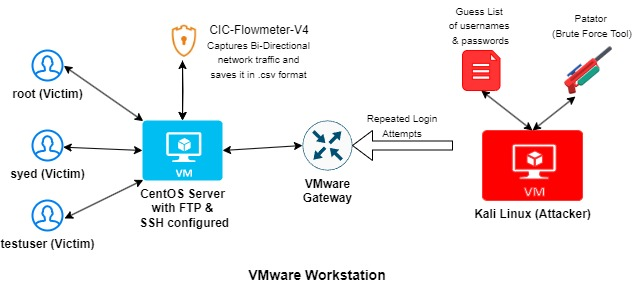 CIC-Flowmeter-V4
Captures Bi-Directional
network traffic and
saves it in .csv format
Guess List
of usernames
& passwords
Patator
(Brute Force Tool)
root (Victim)
syed (Victim)
testuser (Victim)
VM
CentOS Server
with FTP &
SSH configured
VMware
Gateway
Repeated Login
Attempts
VM
Kali Linux (Attacker)
VMware Workstation